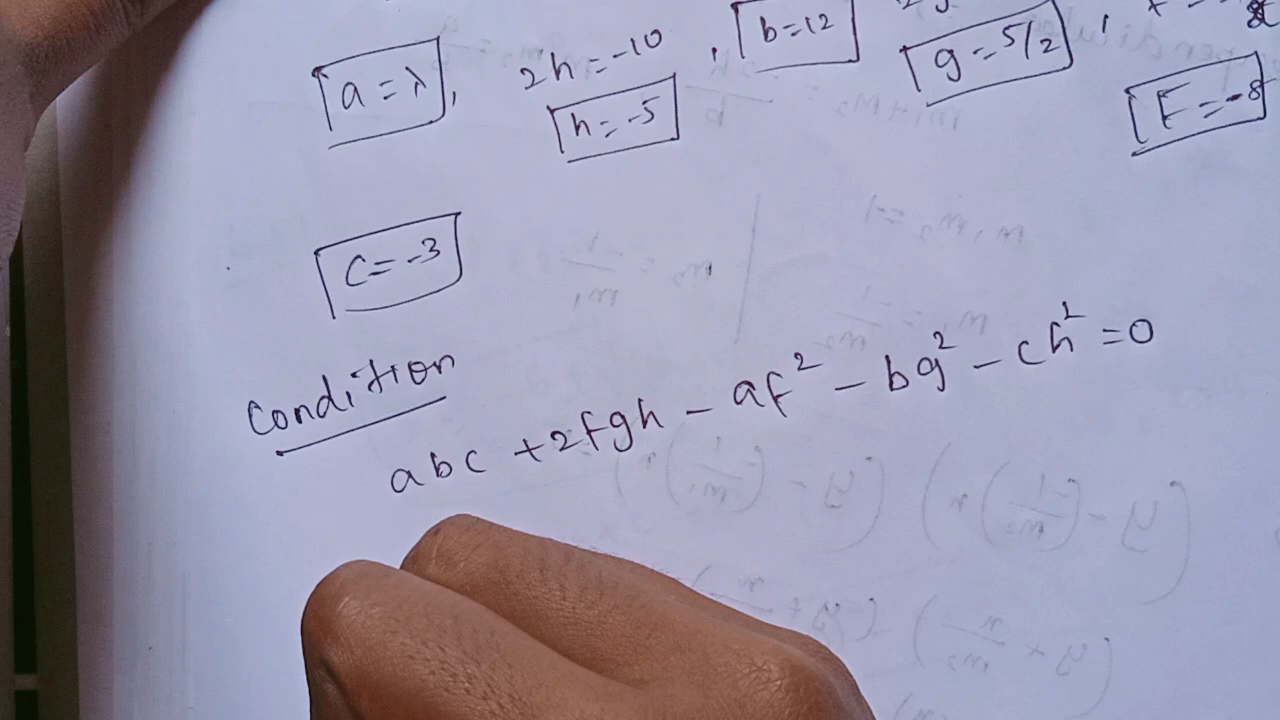 a = λ, 2h = -10, b = 12 g = 5/2, F = -8
h = -5
c = -3
Condition
abc + 2fgh - af² - bg² - ch² = 0